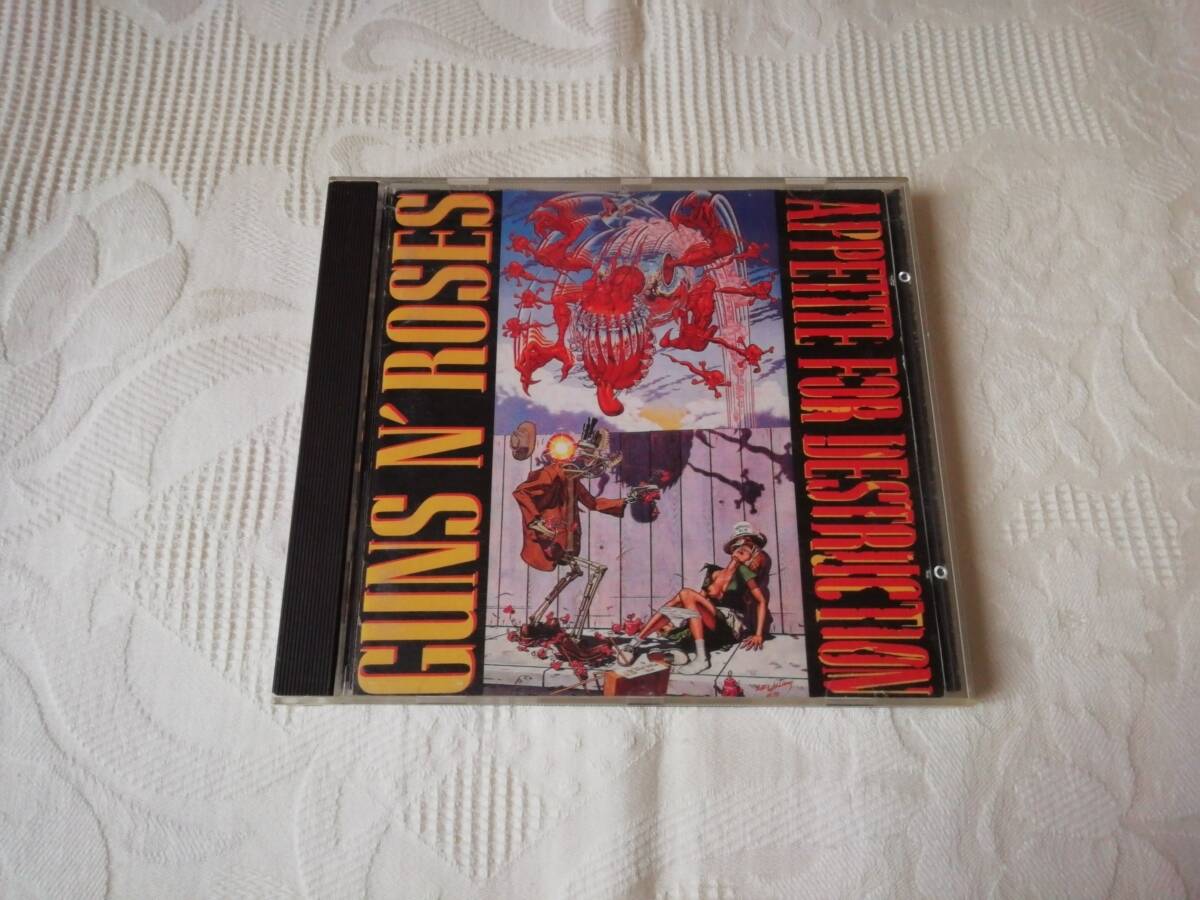 GUNS N' ROSES
APPETITE FOR DESTRUCTION